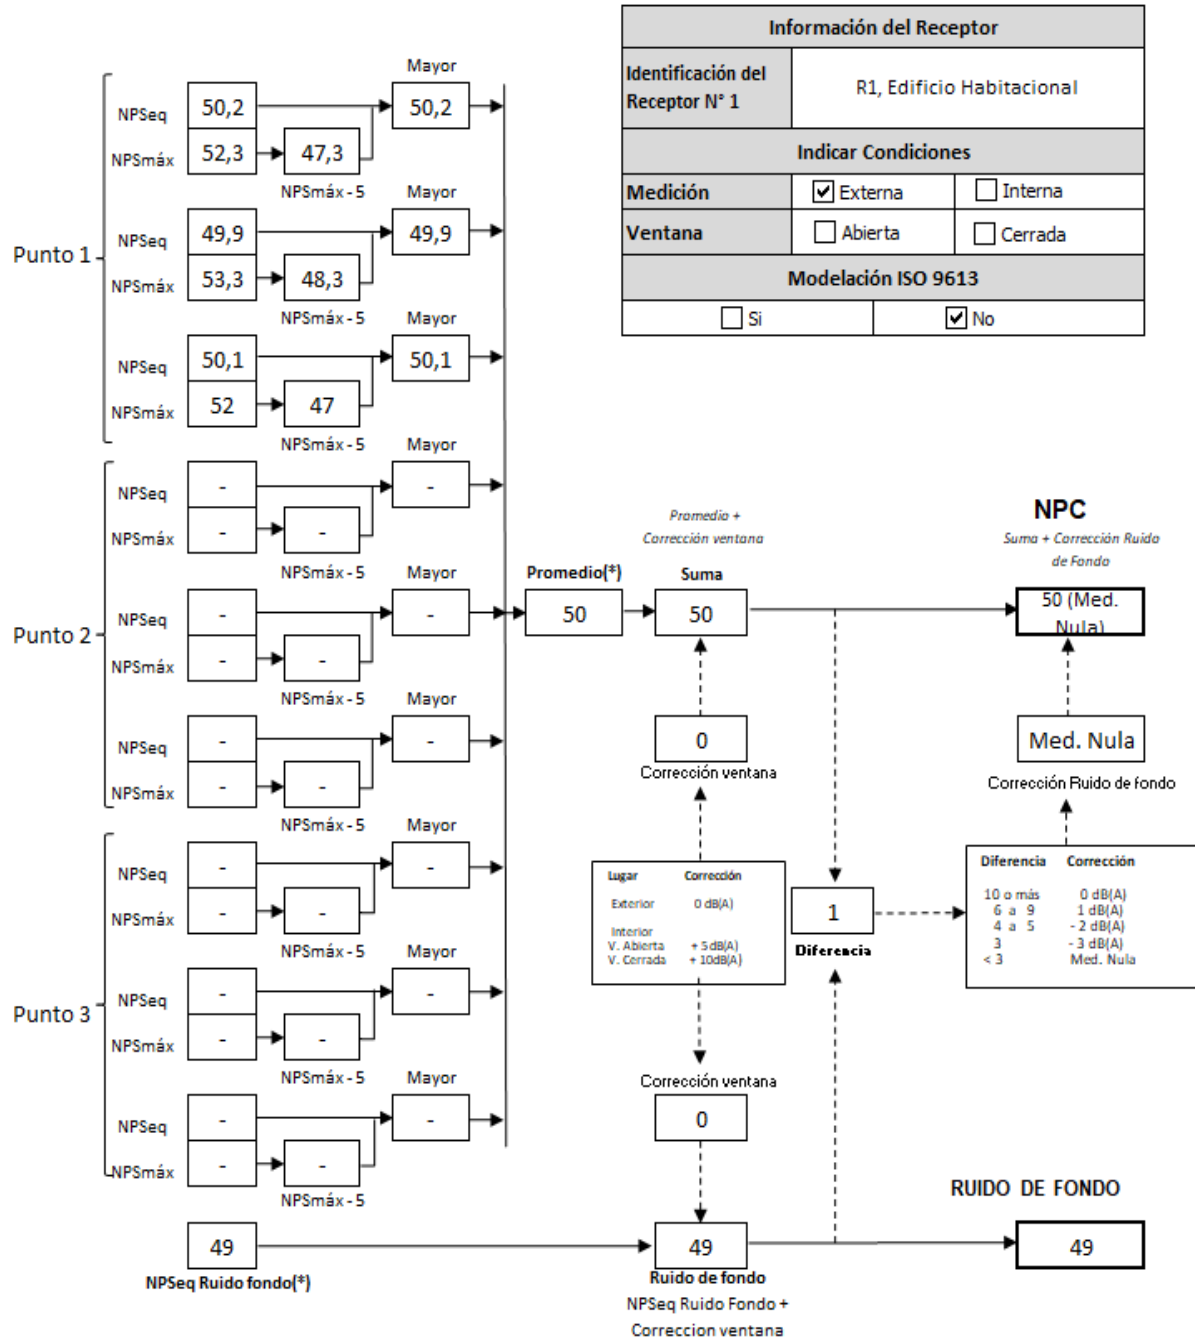 Información del Receptor
Identificación del
Receptor N° 1
R1, Edificio Habitacional
Indicar Condiciones
Medición
Externa
Interna
Ventana
Abierta
Cerrada
Modelación ISO 9613
Si
No
Punto 1
Mayor
NPSeq
50,2
50,2
NPSmáx
52,3
47,3
NPSmáx - 5
Mayor
NPSeq
49,9
49,9
NPSmáx
53,3
48,3
NPSmáx - 5
Mayor
NPSeq
50,1
50,1
NPSmáx
52
47
NPSmáx - 5
Punto 2
Mayor
NPSeq
-
-
NPSmáx
-
-
NPSmáx - 5
Mayor
NPSeq
-
-
NPSmáx
-
-
NPSmáx - 5
Mayor
NPSeq
-
-
NPSmáx
-
-
NPSmáx - 5
Punto 3
Mayor
NPSeq
-
-
NPSmáx
-
-
NPSmáx - 5
Mayor
NPSeq
-
-
NPSmáx
-
-
NPSmáx - 5
Mayor
NPSeq
-
-
NPSmáx
-
-
NPSmáx - 5
Promedio(*)
50
Promedio +
Corrección ventana
Suma
50
NPC
Suma + Corrección Ruido
de Fondo
50 (Med.
Nula)
0
Corrección ventana
Med. Nula
Corrección Ruido de fondo
Lugar Corrección
Exterior 0 dB(A)
Interior
V. Abierta + 5dB(A)
V. Cerrada + 10dB(A)
1
Diferencia
Diferencia Corrección
10 o más 0 dB(A)
6 a 9 1 dB(A)
4 a 5 - 2 dB(A)
3 - 3 dB(A)
< 3 Med. Nula
Corrección ventana
0
RUIDO DE FONDO
49
49
49
NPSeq Ruido fondo(*)
Ruido de fondo
NPSeq Ruido Fondo +
Correccion ventana